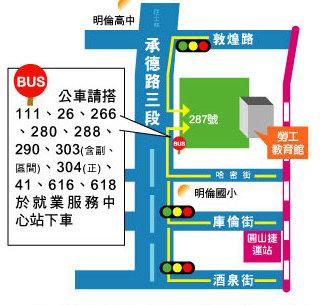 明倫高中
任士林
承德路三段
敦煌路
BUS
公車請搭
111、26、266
、280、288、
290、303(含副、
區間)、304(正)、
41、616、618
於就業服務中
心站下車
287號
BUS
勞工
教育館
哈密街
明倫國小
庫倫街
圓山捷
運站
酒泉街